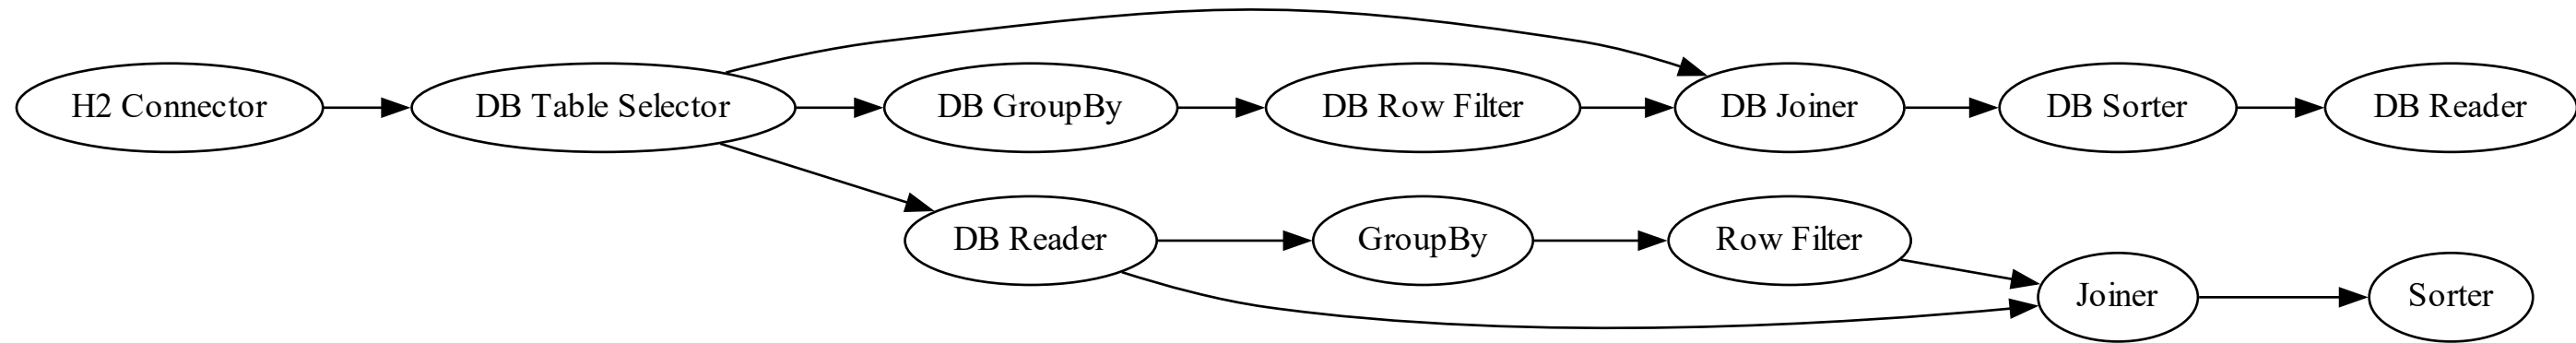 H2 Connector
DB Table Selector
DB GroupBy
DB Row Filter
DB Joiner
DB Sorter
DB Reader
DB Reader
GroupBy
Row Filter
Joiner
Sorter